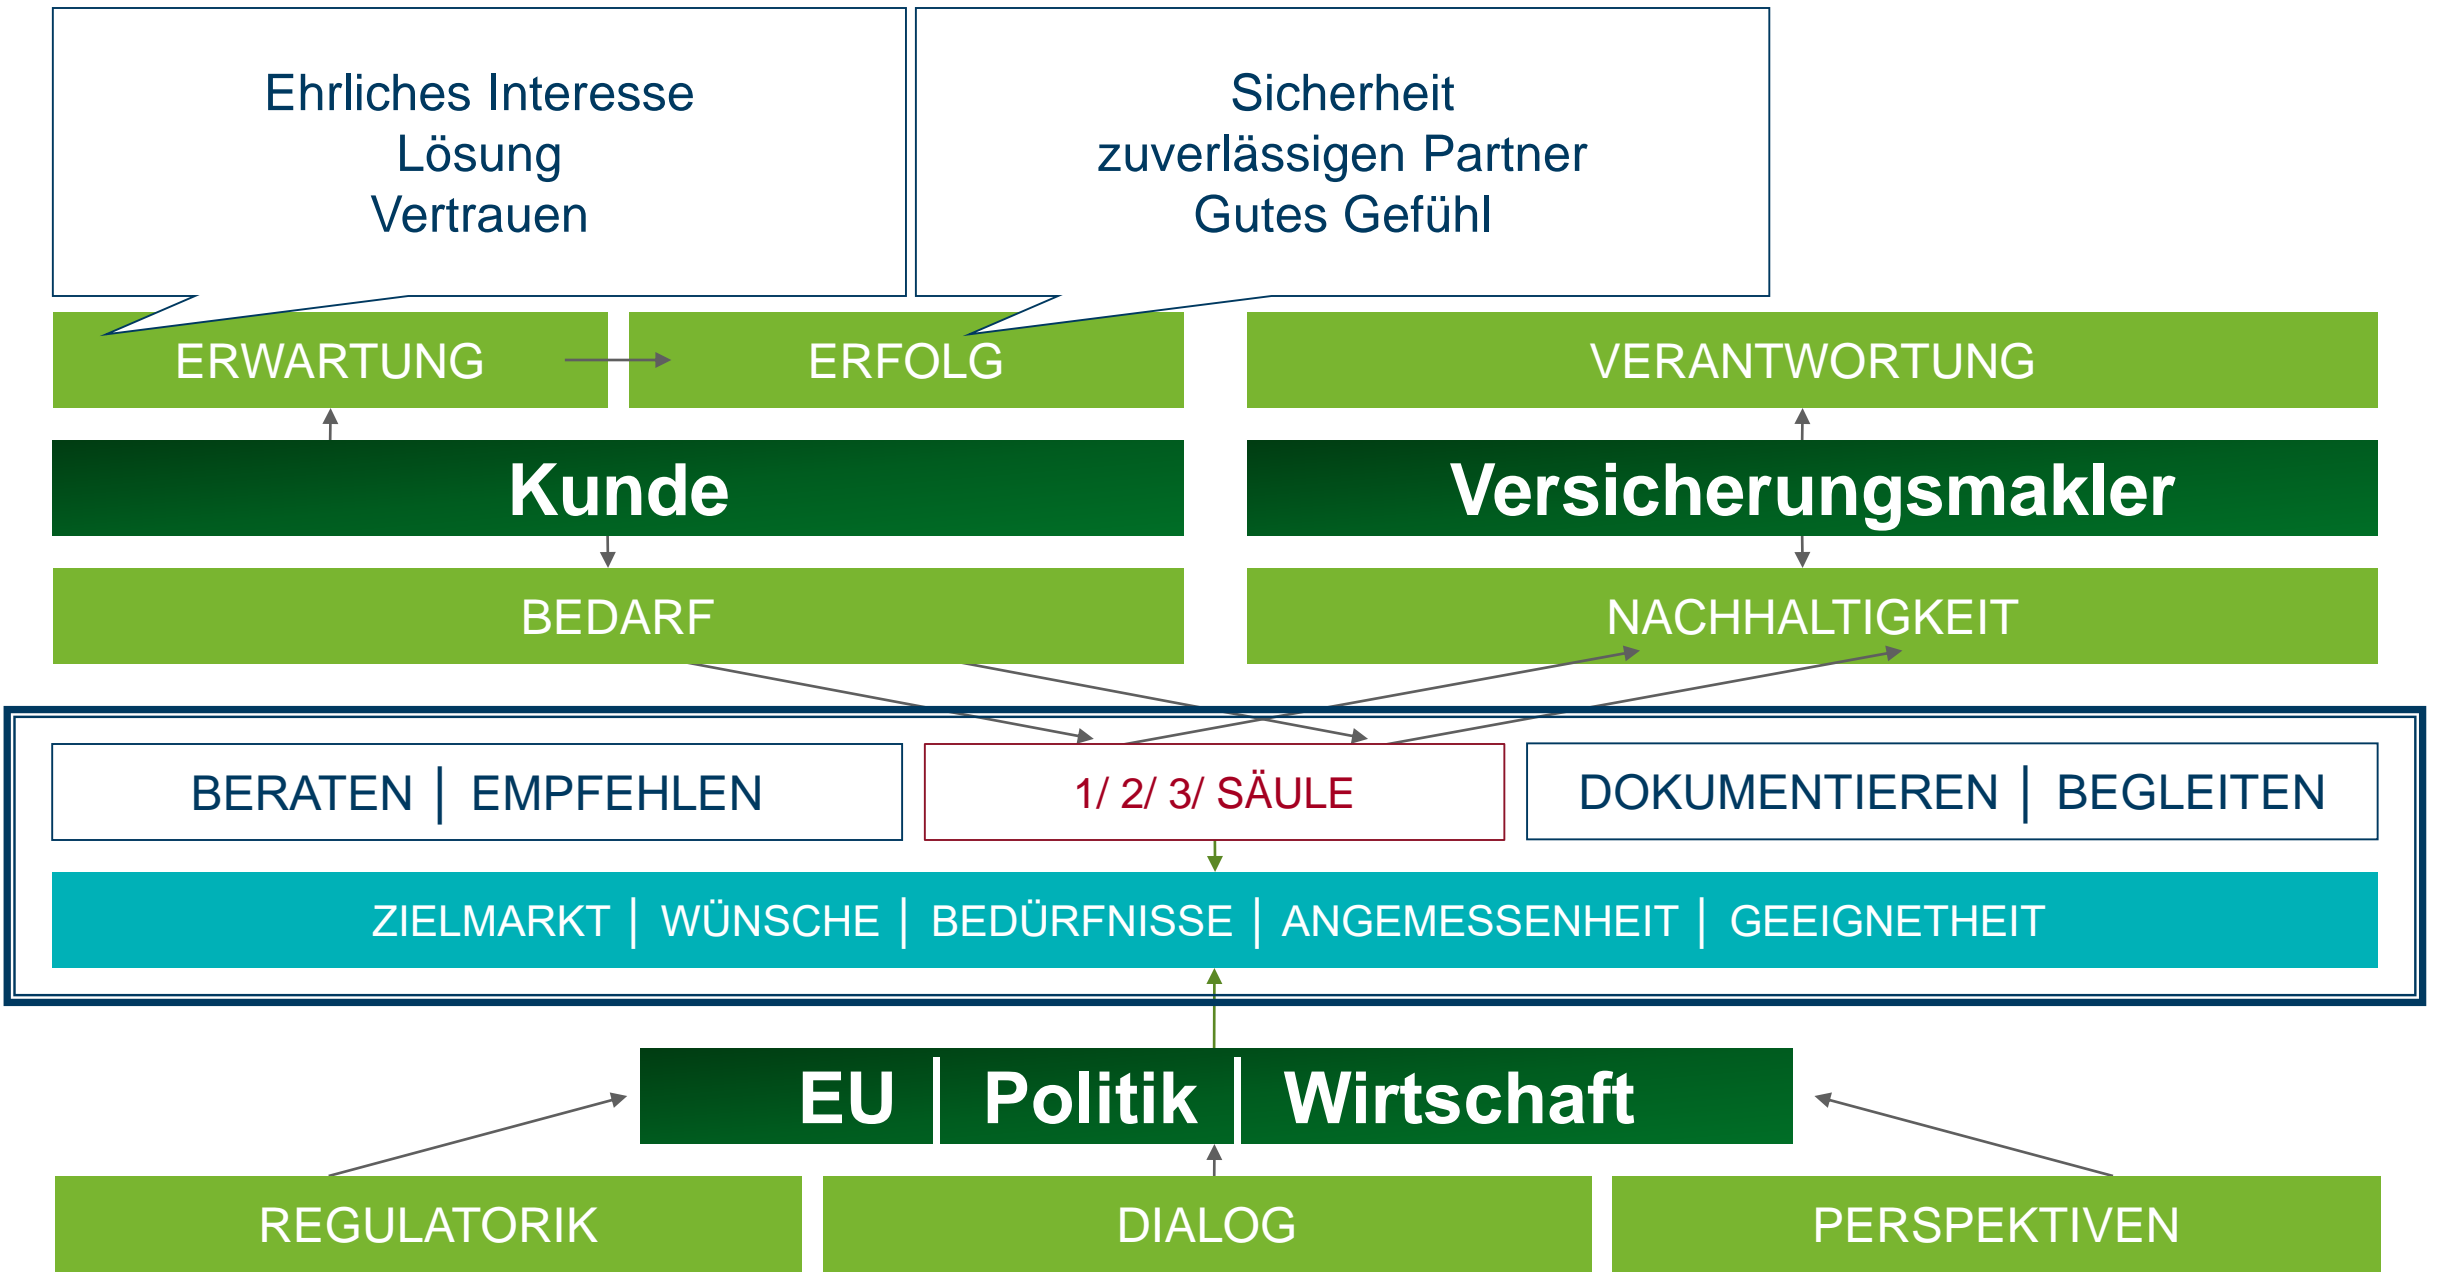 Ehrliches Interesse
Lösung
Vertrauen
Sicherheit
zuverlässigen Partner
Gutes Gefühl
ERWARTUNG
ERFOLG
VERANTWORTUNG
Kunde
Versicherungsmakler
BEDARF
NACHHALTIGKEIT
BERATEN | EMPFEHLEN
1/ 2/ 3/ SÄULE
DOKUMENTIEREN | BEGLEITEN
ZIELMARKT | WÜNSCHE | BEDÜRFNISSE | ANGEMESSENHEIT | GEEIGNETHEIT
EU | Politik | Wirtschaft
REGULATORIK
DIALOG
PERSPEKTIVEN